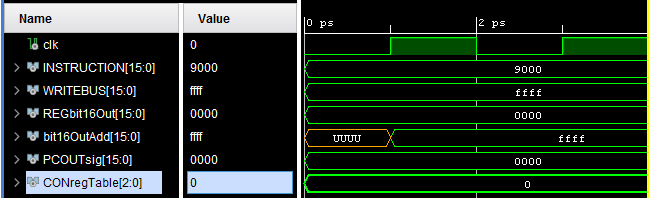 Name Value 0 ps 2 ps
clk 0
INSTRUCTION[15:0] 9000 9000
WRITEBUS[15:0] ffff ffff
REGbit16Out[15:0] 0000 0000
bit16OutAdd[15:0] ffff UUUU ffff
PCOUTsig[15:0] 0000 0000
CONregTable[2:0] 0 0